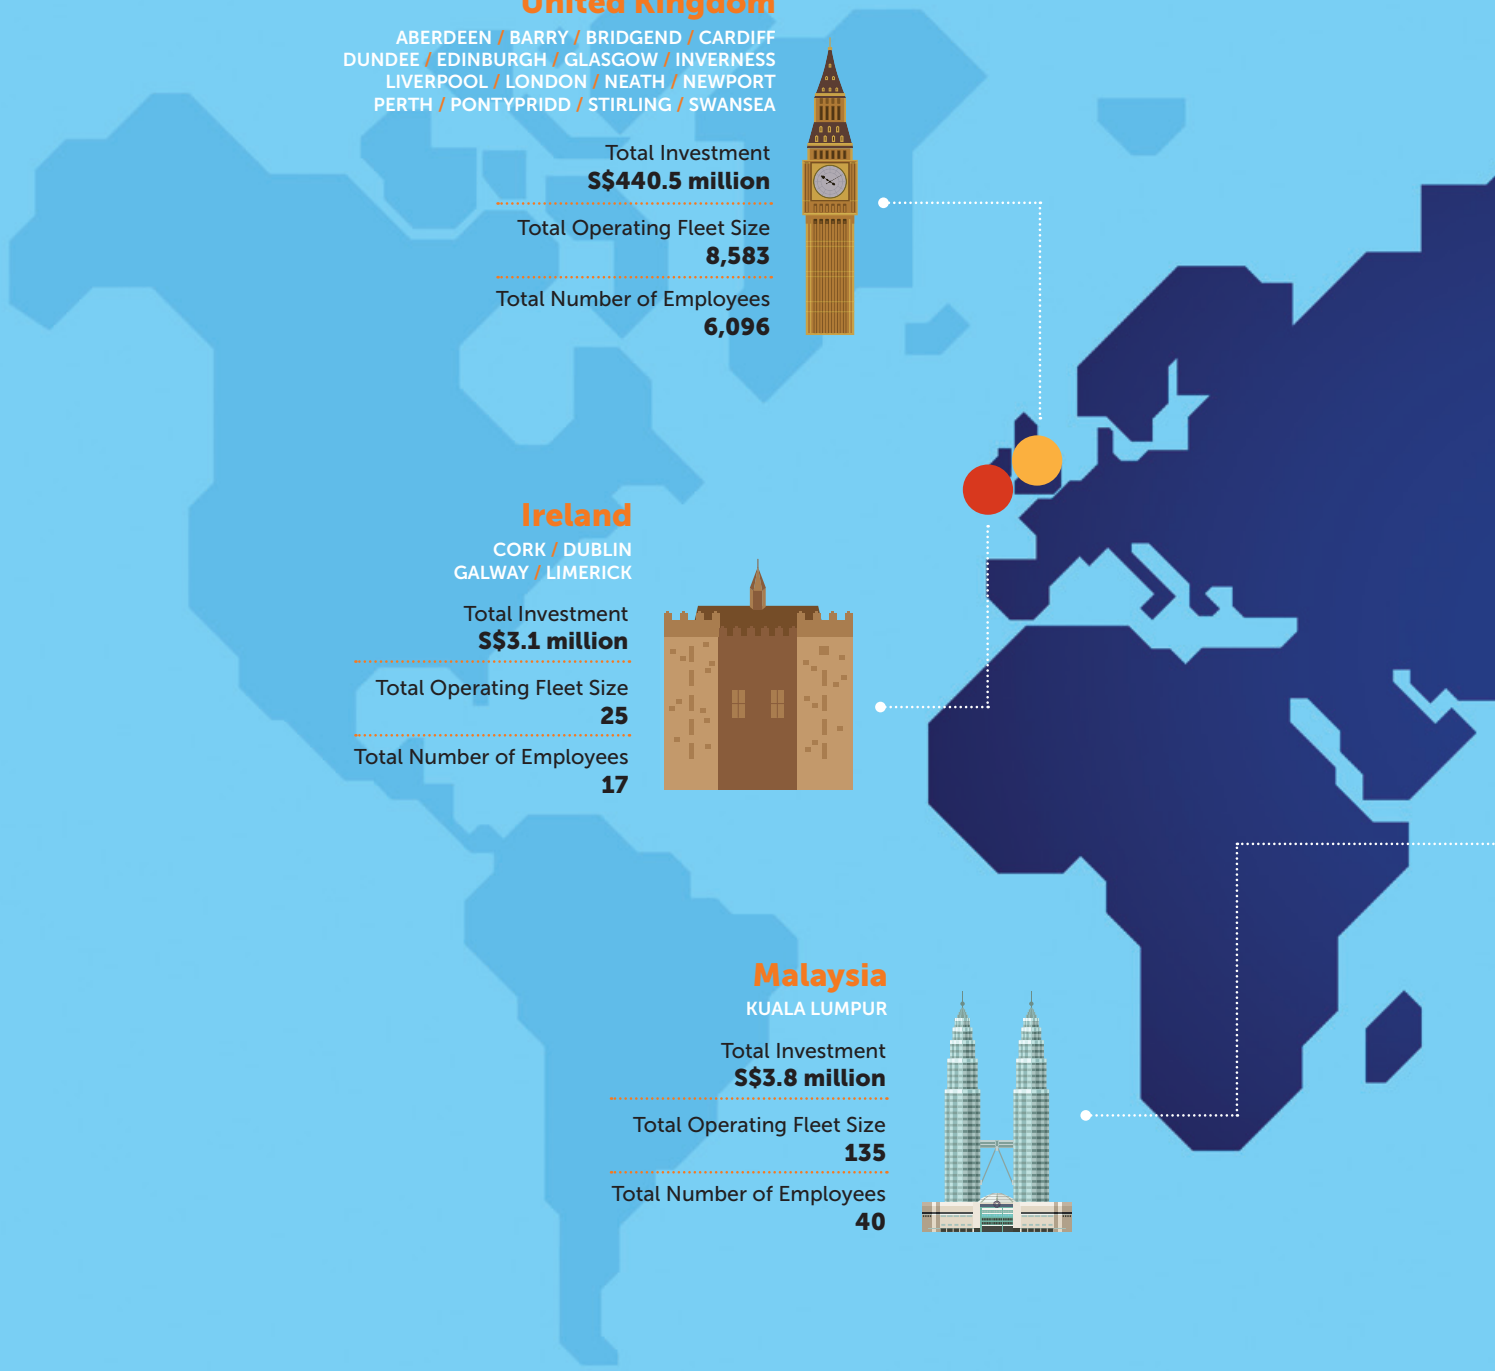 United Kingdom
ABERDEEN / BARRY / BRIDGEND / CARDIFF
DUNDEE / EDINBURGH / GLASGOW / INVERNESS
LIVERPOOL / LONDON / NEATH / NEWPORT
PERTH / PONTYPRIDD / STIRLING / SWANSEA
Total Investment
S$440.5 million
Total Operating Fleet Size
8,583
Total Number of Employees
6,096
Ireland
CORK / DUBLIN
GALWAY / LIMERICK
Total Investment
S$3.1 million
Total Operating Fleet Size
25
Total Number of Employees
17
Malaysia
KUALA LUMPUR
Total Investment
S$3.8 million
Total Operating Fleet Size
135
Total Number of Employees
40